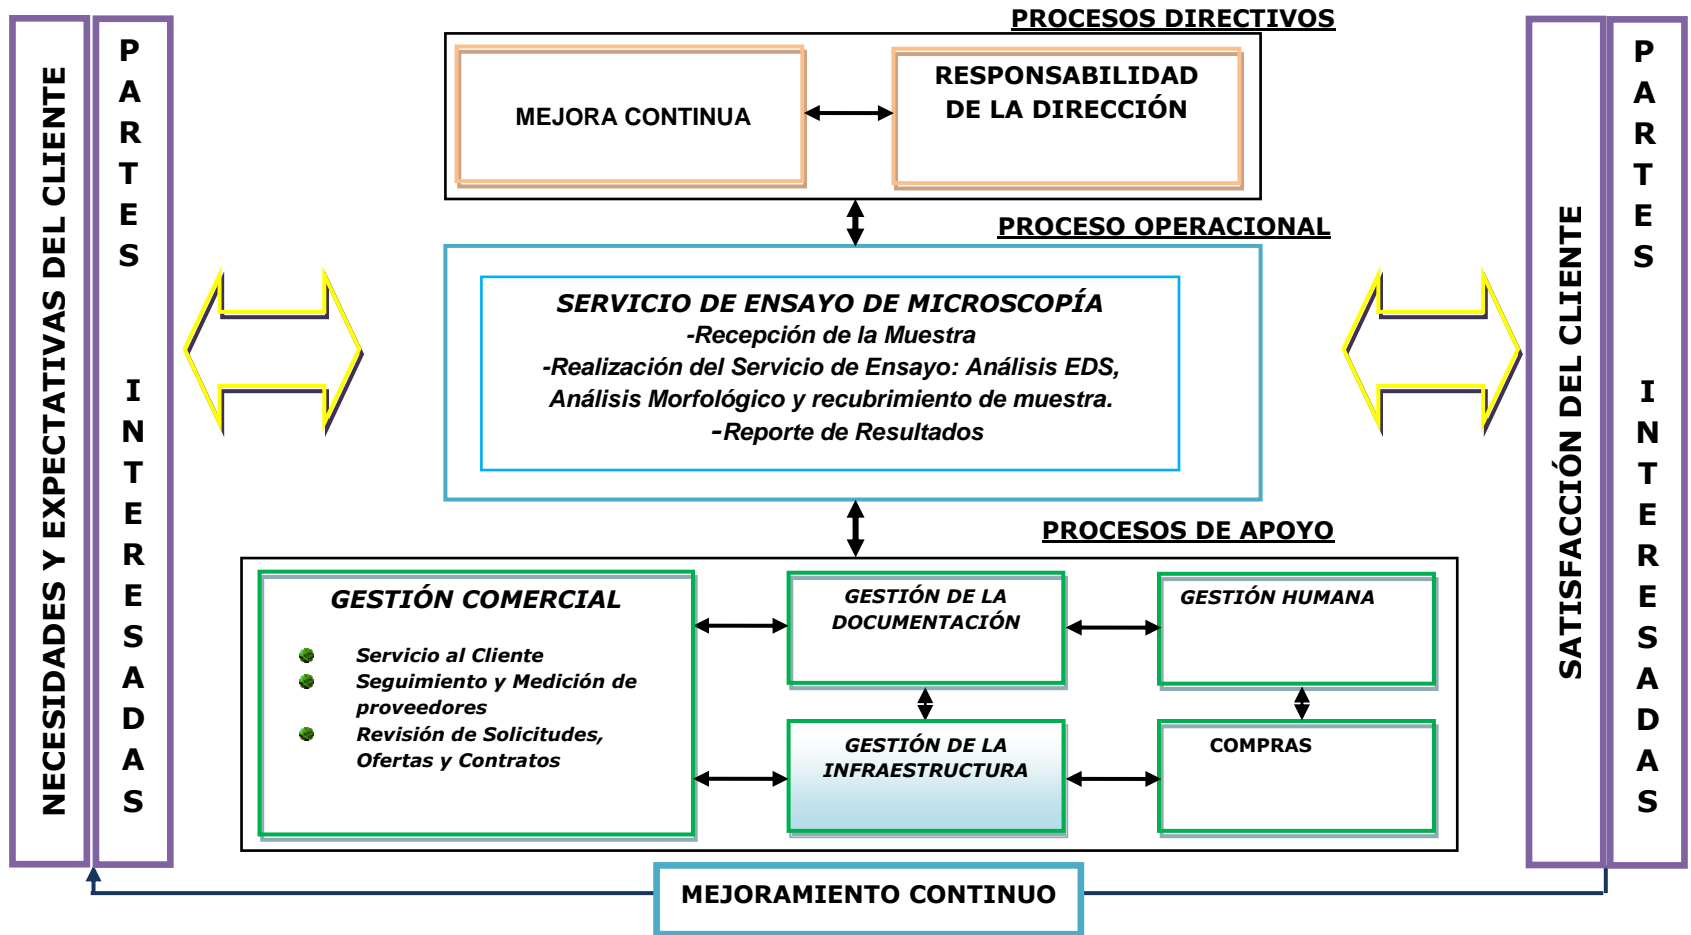 NECESIDADES Y EXPECTATIVAS DEL CLIENTE
PARTES INTERESADAS
PROCESOS DIRECTIVOS
MEJORA CONTINUA
RESPONSABILIDAD
DE LA DIRECCIÓN
PROCESO OPERACIONAL
SERVICIO DE ENSAYO DE MICROSCOPÍA
-Recepción de la Muestra
-Realización del Servicio de Ensayo: Análisis EDS,
Análisis Morfológico y recubrimiento de muestra.
-Reporte de Resultados
PROCESOS DE APOYO
GESTIÓN COMERCIAL
Servicio al Cliente
Seguimiento y Medición de
proveedores
Revisión de Solicitudes,
Ofertas y Contratos
GESTIÓN DE LA
DOCUMENTACIÓN
GESTIÓN HUMANA
GESTIÓN DE LA
INFRAESTRUCTURA
COMPRAS
SATISFACCCIÓN DEL CLIENTE
PARTES INTERESADAS
MEJORAMIENTO CONTINUO